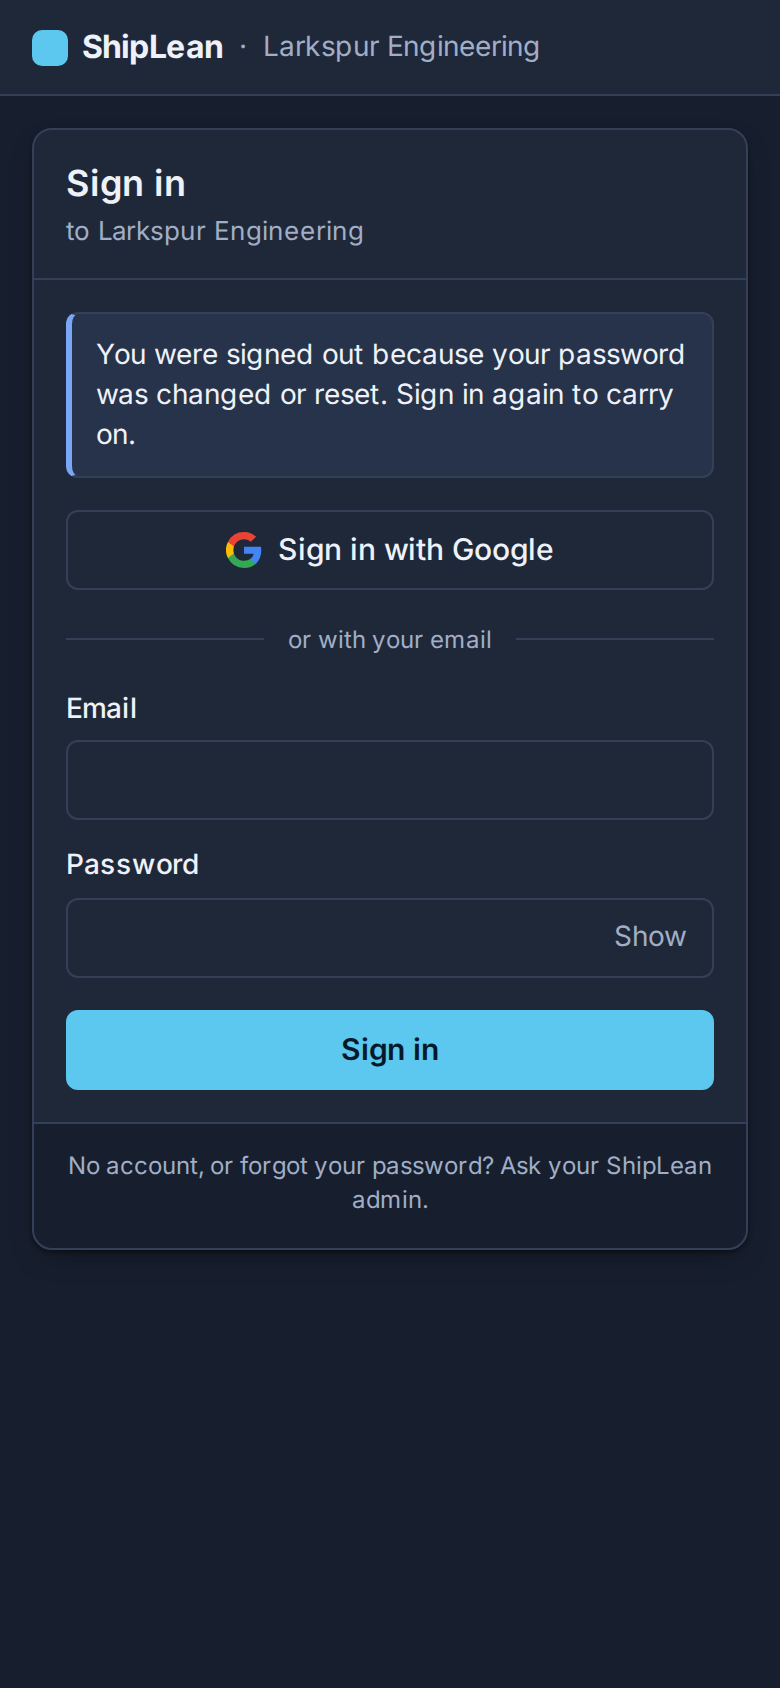 ShipLean · Larkspur Engineering
Sign in
to Larkspur Engineering
You were signed out because your password
was changed or reset. Sign in again to carry
on.
Sign in with Google
or with your email
Email
Password
Show
Sign in
No account, or forgot your password? Ask your ShipLean
admin.